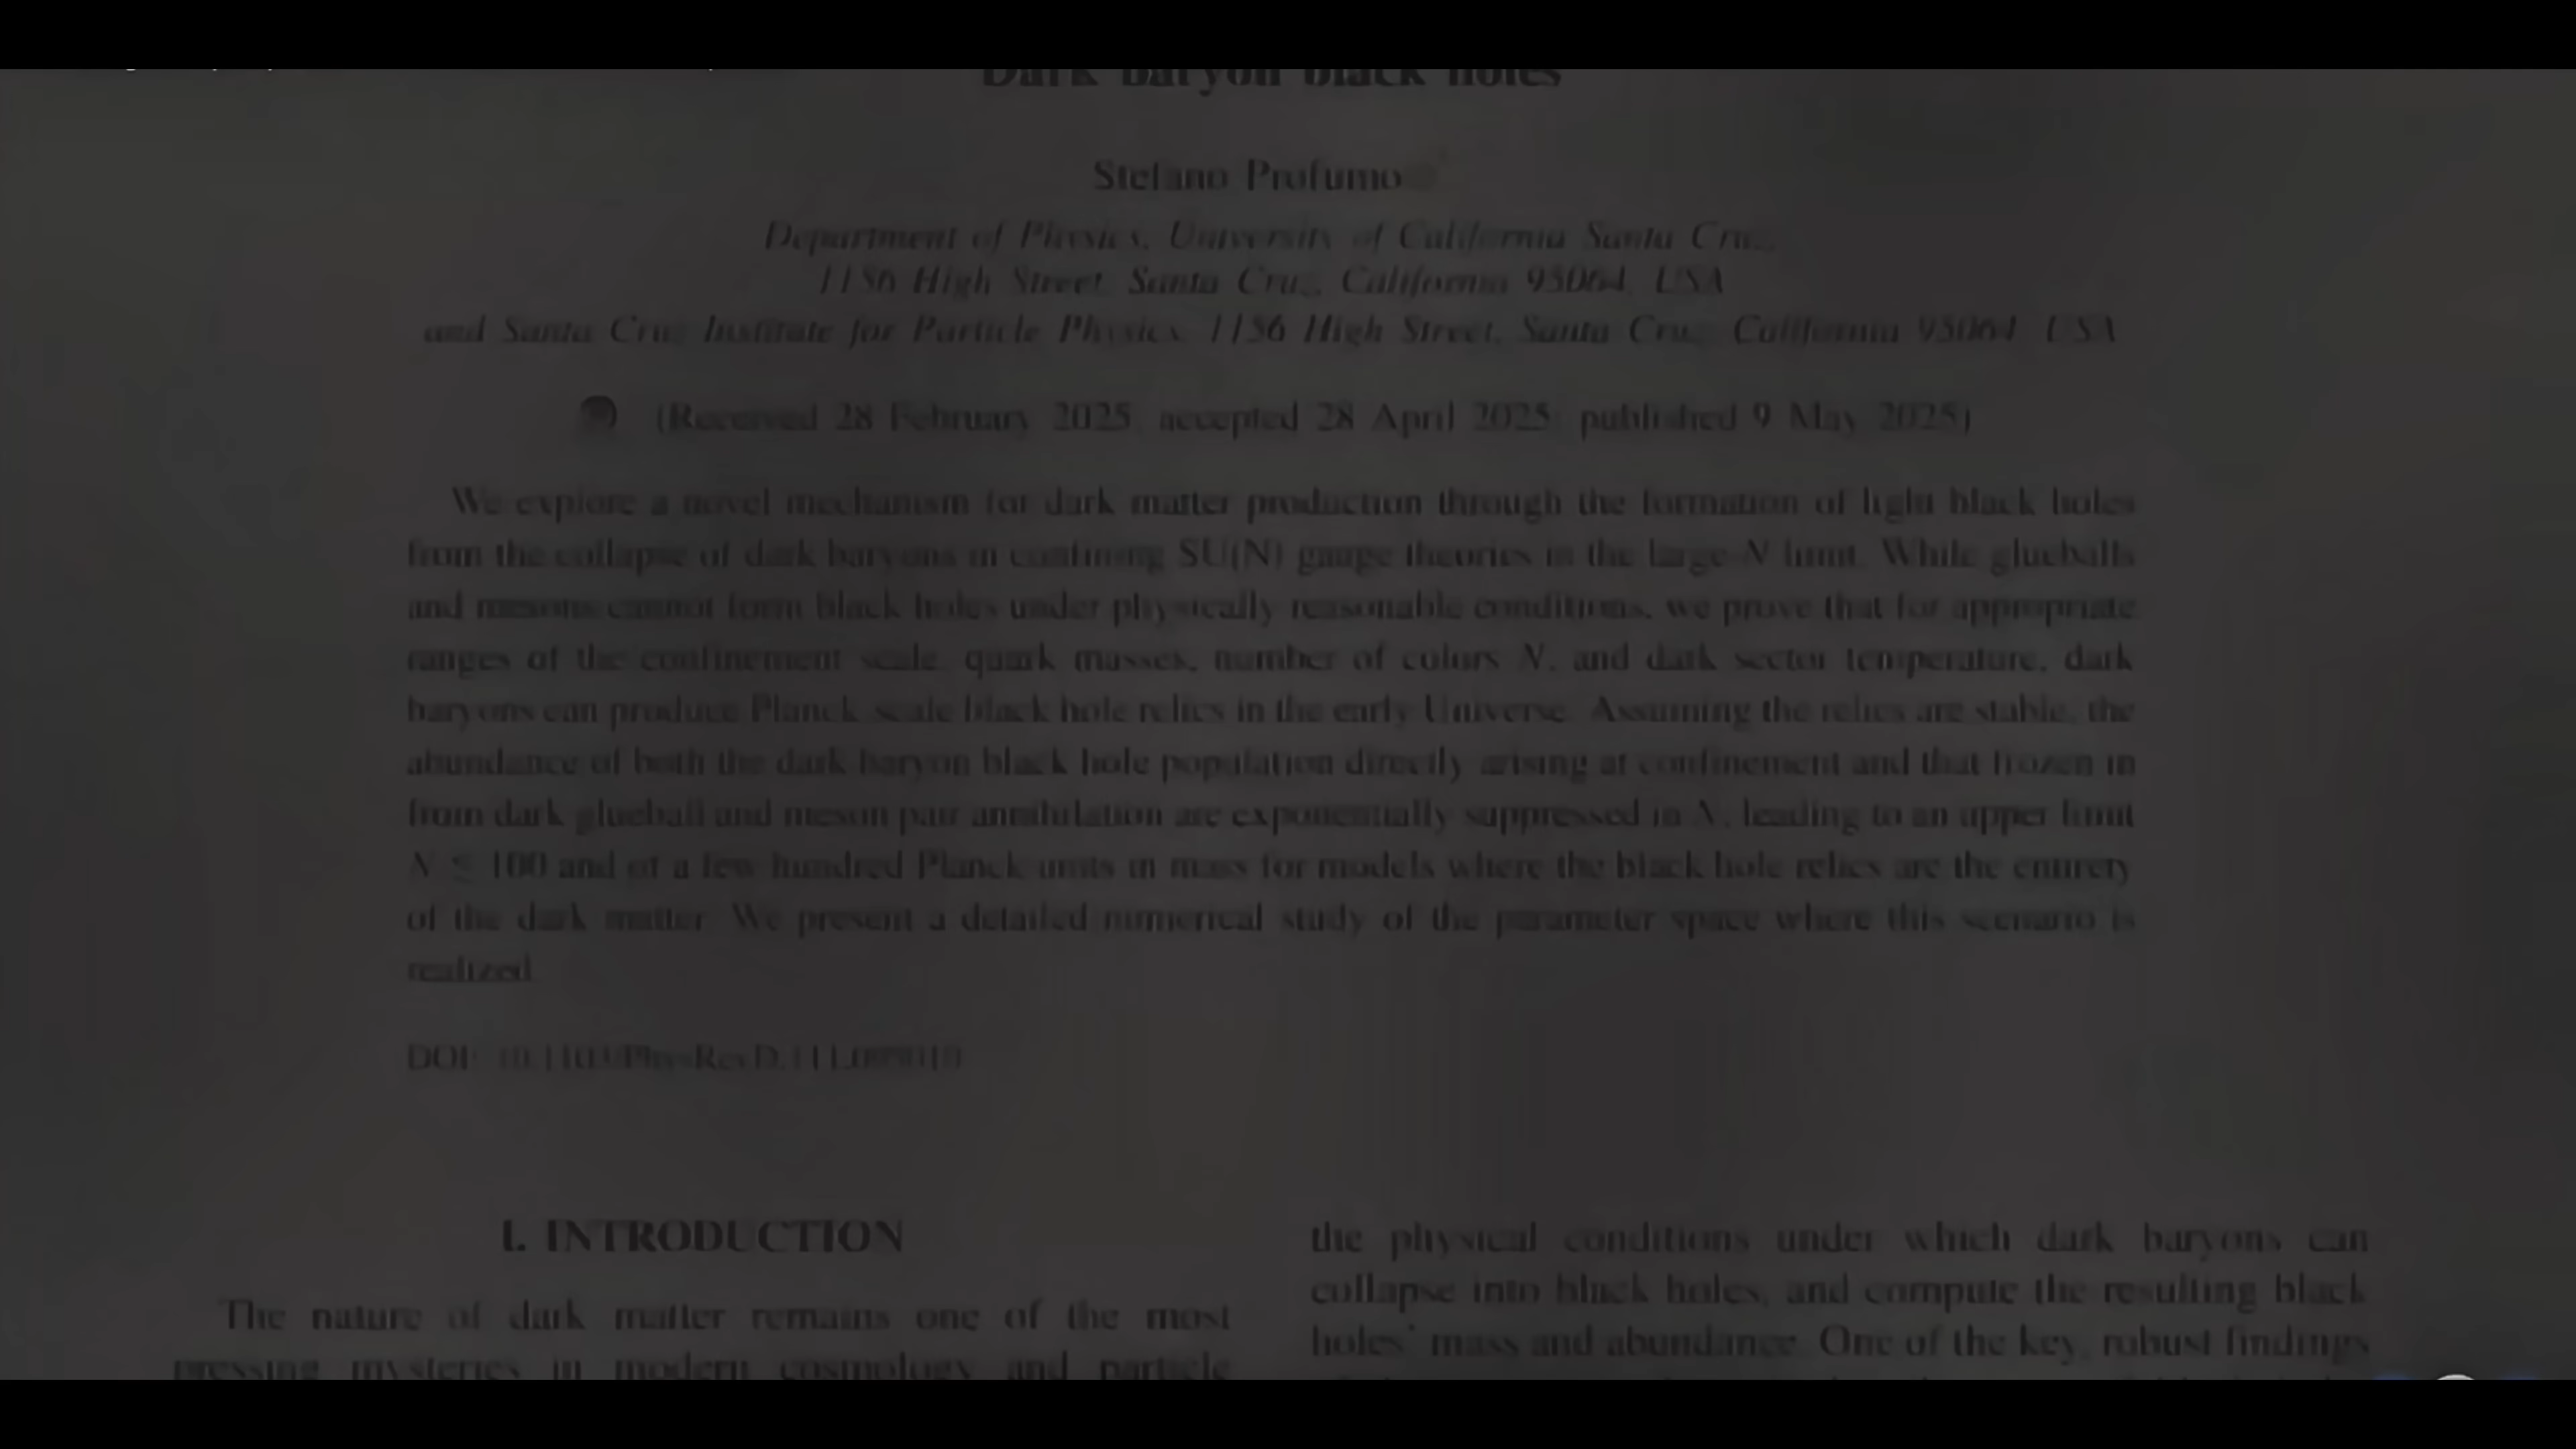 Dark baryon black holes
Stefano Profumo
Department of Physics, University of California Santa Cruz,
1156 High Street, Santa Cruz, California 95064, USA
and Santa Cruz Institute for Particle Physics, 1156 High Street, Santa Cruz, California 95064, USA
(Received 28 February 2025; accepted 28 April 2025; published 9 May 2025)
We explore a novel mechanism for dark matter production through the formation of light black holes
from the collapse of dark baryons in confining SU(N) gauge theories in the large-N limit. While glueballs
and mesons cannot form black holes under physically reasonable conditions, we prove that for appropriate
ranges of the confinement scale, quark masses, number of colors N, and dark sector temperature, dark
baryons can produce Planck-scale black hole relics in the early Universe. Assuming the relics are stable, the
abundance of both the dark baryon black hole population directly arising at confinement and that frozen in
from dark glueball and meson pair annihilation are exponentially suppressed in N, leading to an upper limit
N ≲ 100 and of a few hundred Planck units in mass for models where the black hole relics are the entirety
of the dark matter. We present a detailed numerical study of the parameter space where this scenario is
realized.
DOI:
I. INTRODUCTION
The nature of dark matter remains one of the most
pressing mysteries in modern cosmology and particle
the physical conditions under which dark baryons can
collapse into black holes, and compute the resulting black
holes' mass and abundance. One of the key, robust findings